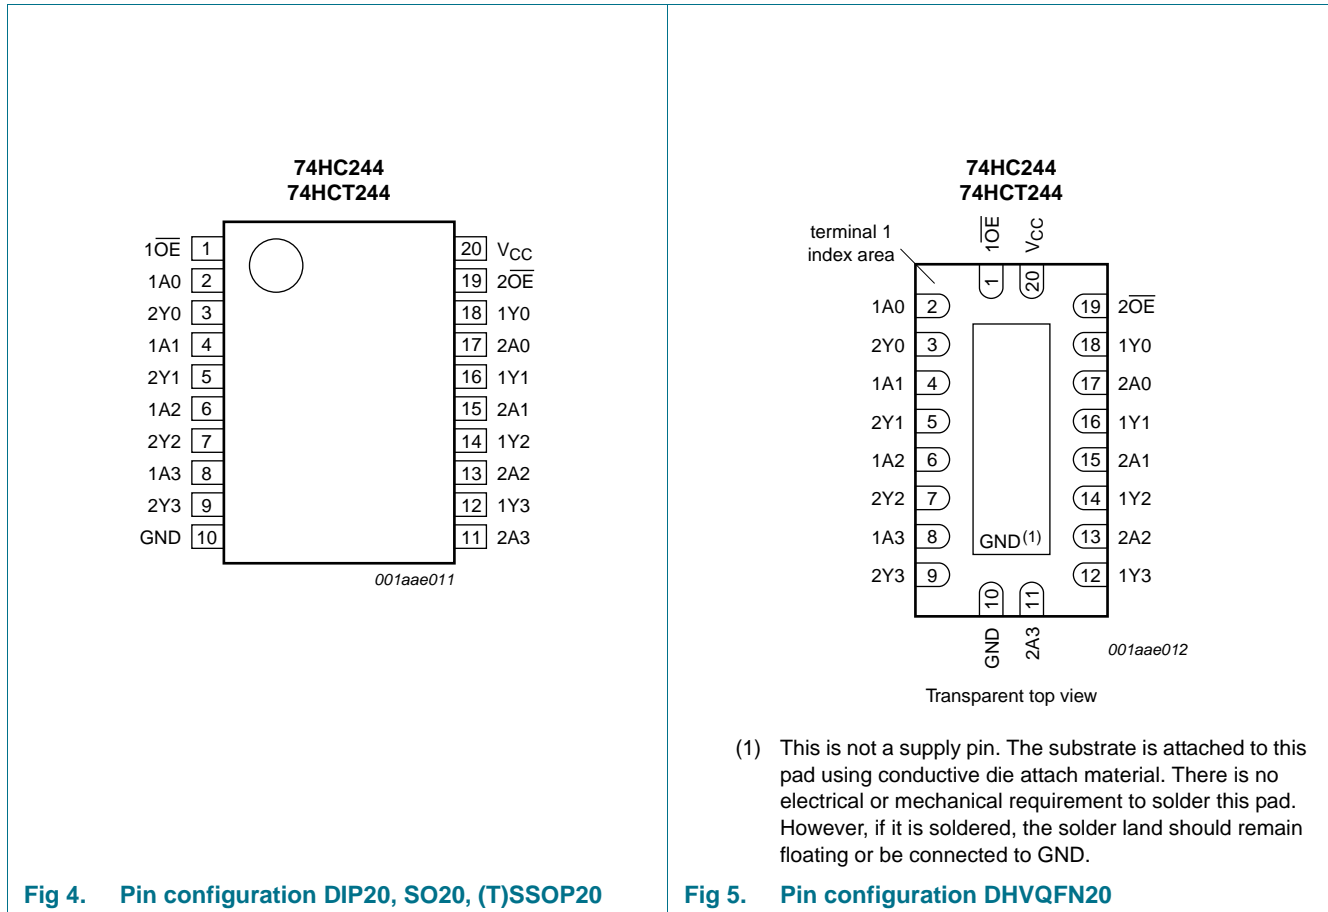 74HC244
74HCT244
1OE 1
1A0 2
2Y0 3
1A1 4
2Y1 5
1A2 6
2Y2 7
1A3 8
2Y3 9
GND 10
20 VCC
19 2OE
18 1Y0
17 2A0
16 1Y1
15 2A1
14 1Y2
13 2A2
12 1Y3
11 2A3
001aae011
Fig 4. Pin configuration DIP20, SO20, (T)SSOP20
74HC244
74HCT244
terminal 1
index area
1OE
VCC
1
20
1A0 2
2Y0 3
1A1 4
2Y1 5
1A2 6
2Y2 7
1A3 8
2Y3 9
19 2OE
18 1Y0
17 2A0
16 1Y1
15 2A1
14 1Y2
13 2A2
12 1Y3
GND(1)
10
11
GND
2A3
001aae012
Transparent top view
(1) This is not a supply pin. The substrate is attached to this
pad using conductive die attach material. There is no
electrical or mechanical requirement to solder this pad.
However, if it is soldered, the solder land should remain
floating or be connected to GND.
Fig 5. Pin configuration DHVQFN20